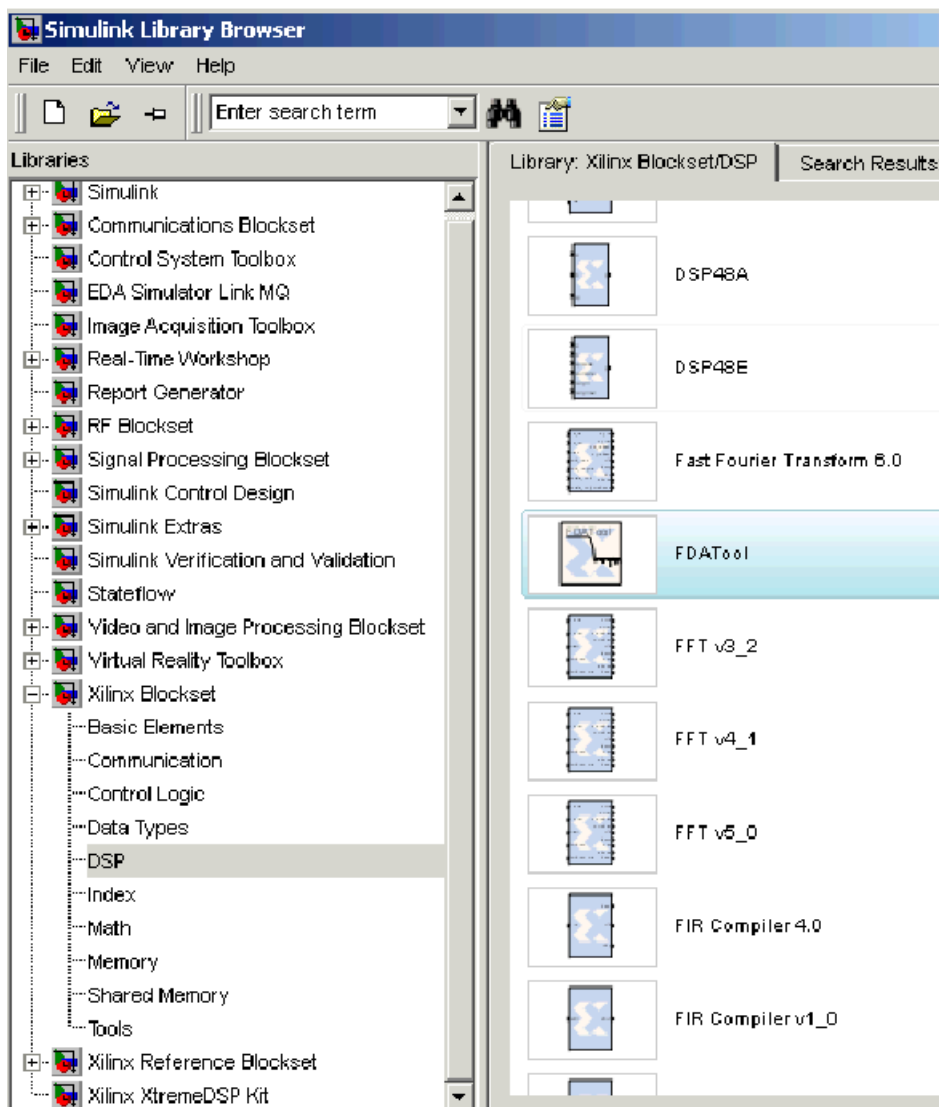 Simulink Library Browser
File Edit View Help
Enter search term
Libraries
Simulink
Communications Blockset
Control System Toolbox
EDA Simulator Link MQ
Image Acquisition Toolbox
Real-Time Workshop
Report Generator
RF Blockset
Signal Processing Blockset
Simulink Control Design
Simulink Extras
Simulink Verification and Validation
Stateflow
Video and Image Processing Blockset
Virtual Reality Toolbox
Xilinx Blockset
Basic Elements
Communication
Control Logic
Data Types
DSP
Index
Math
Memory
Shared Memory
Tools
Xilinx Reference Blockset
Xilinx XtremeDSP Kit
Library: Xilinx Blockset/DSP
Search Results
DSP48A
DSP48E
Fast Fourier Transform 6.0
FDATool
FDATool
FFT v3_2
FFT v4_1
FFT v5_0
FIR Compiler 4.0
FIR Compiler v1_0